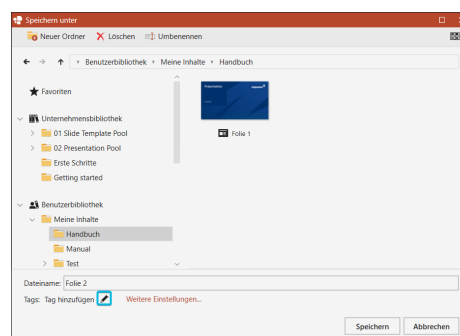 Speichern unter
Neuer Ordner Löschen Umbenennen
Benutzerbibliothek Meine Inhalte Handbuch
Favoriten
Unternehmensbibliothek
01 Slide Template Pool
02 Presentation Pool
Erste Schritte
Getting started
Benutzerbibliothek
Meine Inhalte
Handbuch
Manual
Test
Folie 1
Dateiname: Folie 2
Tags: Tag hinzufügen Weitere Einstellungen...
Speichern Abbrechen